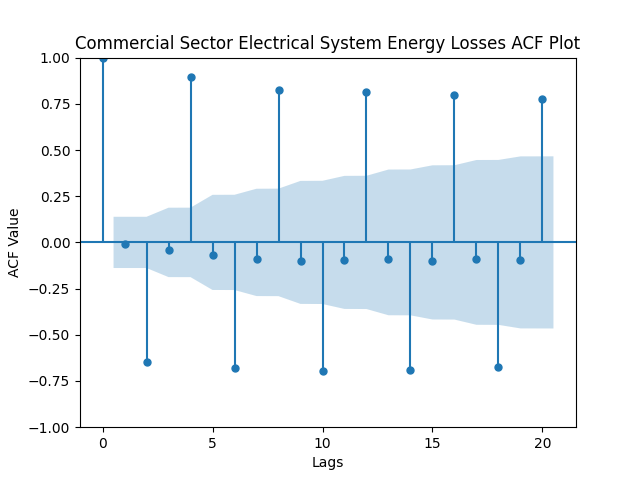 Commercial Sector Electrical System Energy Losses ACF Plot
1.00
0.75
0.50
0.25
0.00
−0.25
−0.50
−0.75
−1.00
ACF Value
0 5 10 15 20
Lags